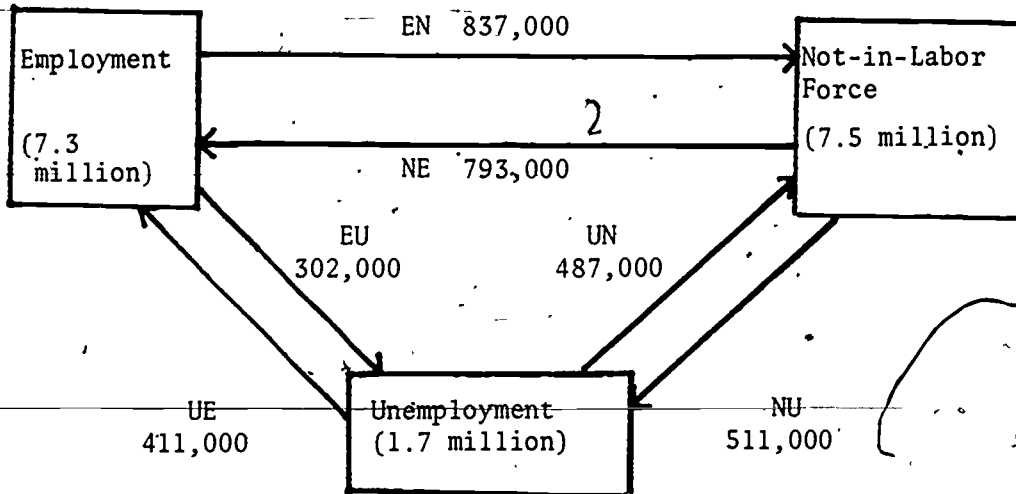 EN 837,000
Employment
(7.3
million)
Not-in-Labor
Force
(7.5 million)
2
NE 793,000
EU
302,000
UN
487,000
UE
411,000
Unemployment
(1.7 million)
NU
511,000